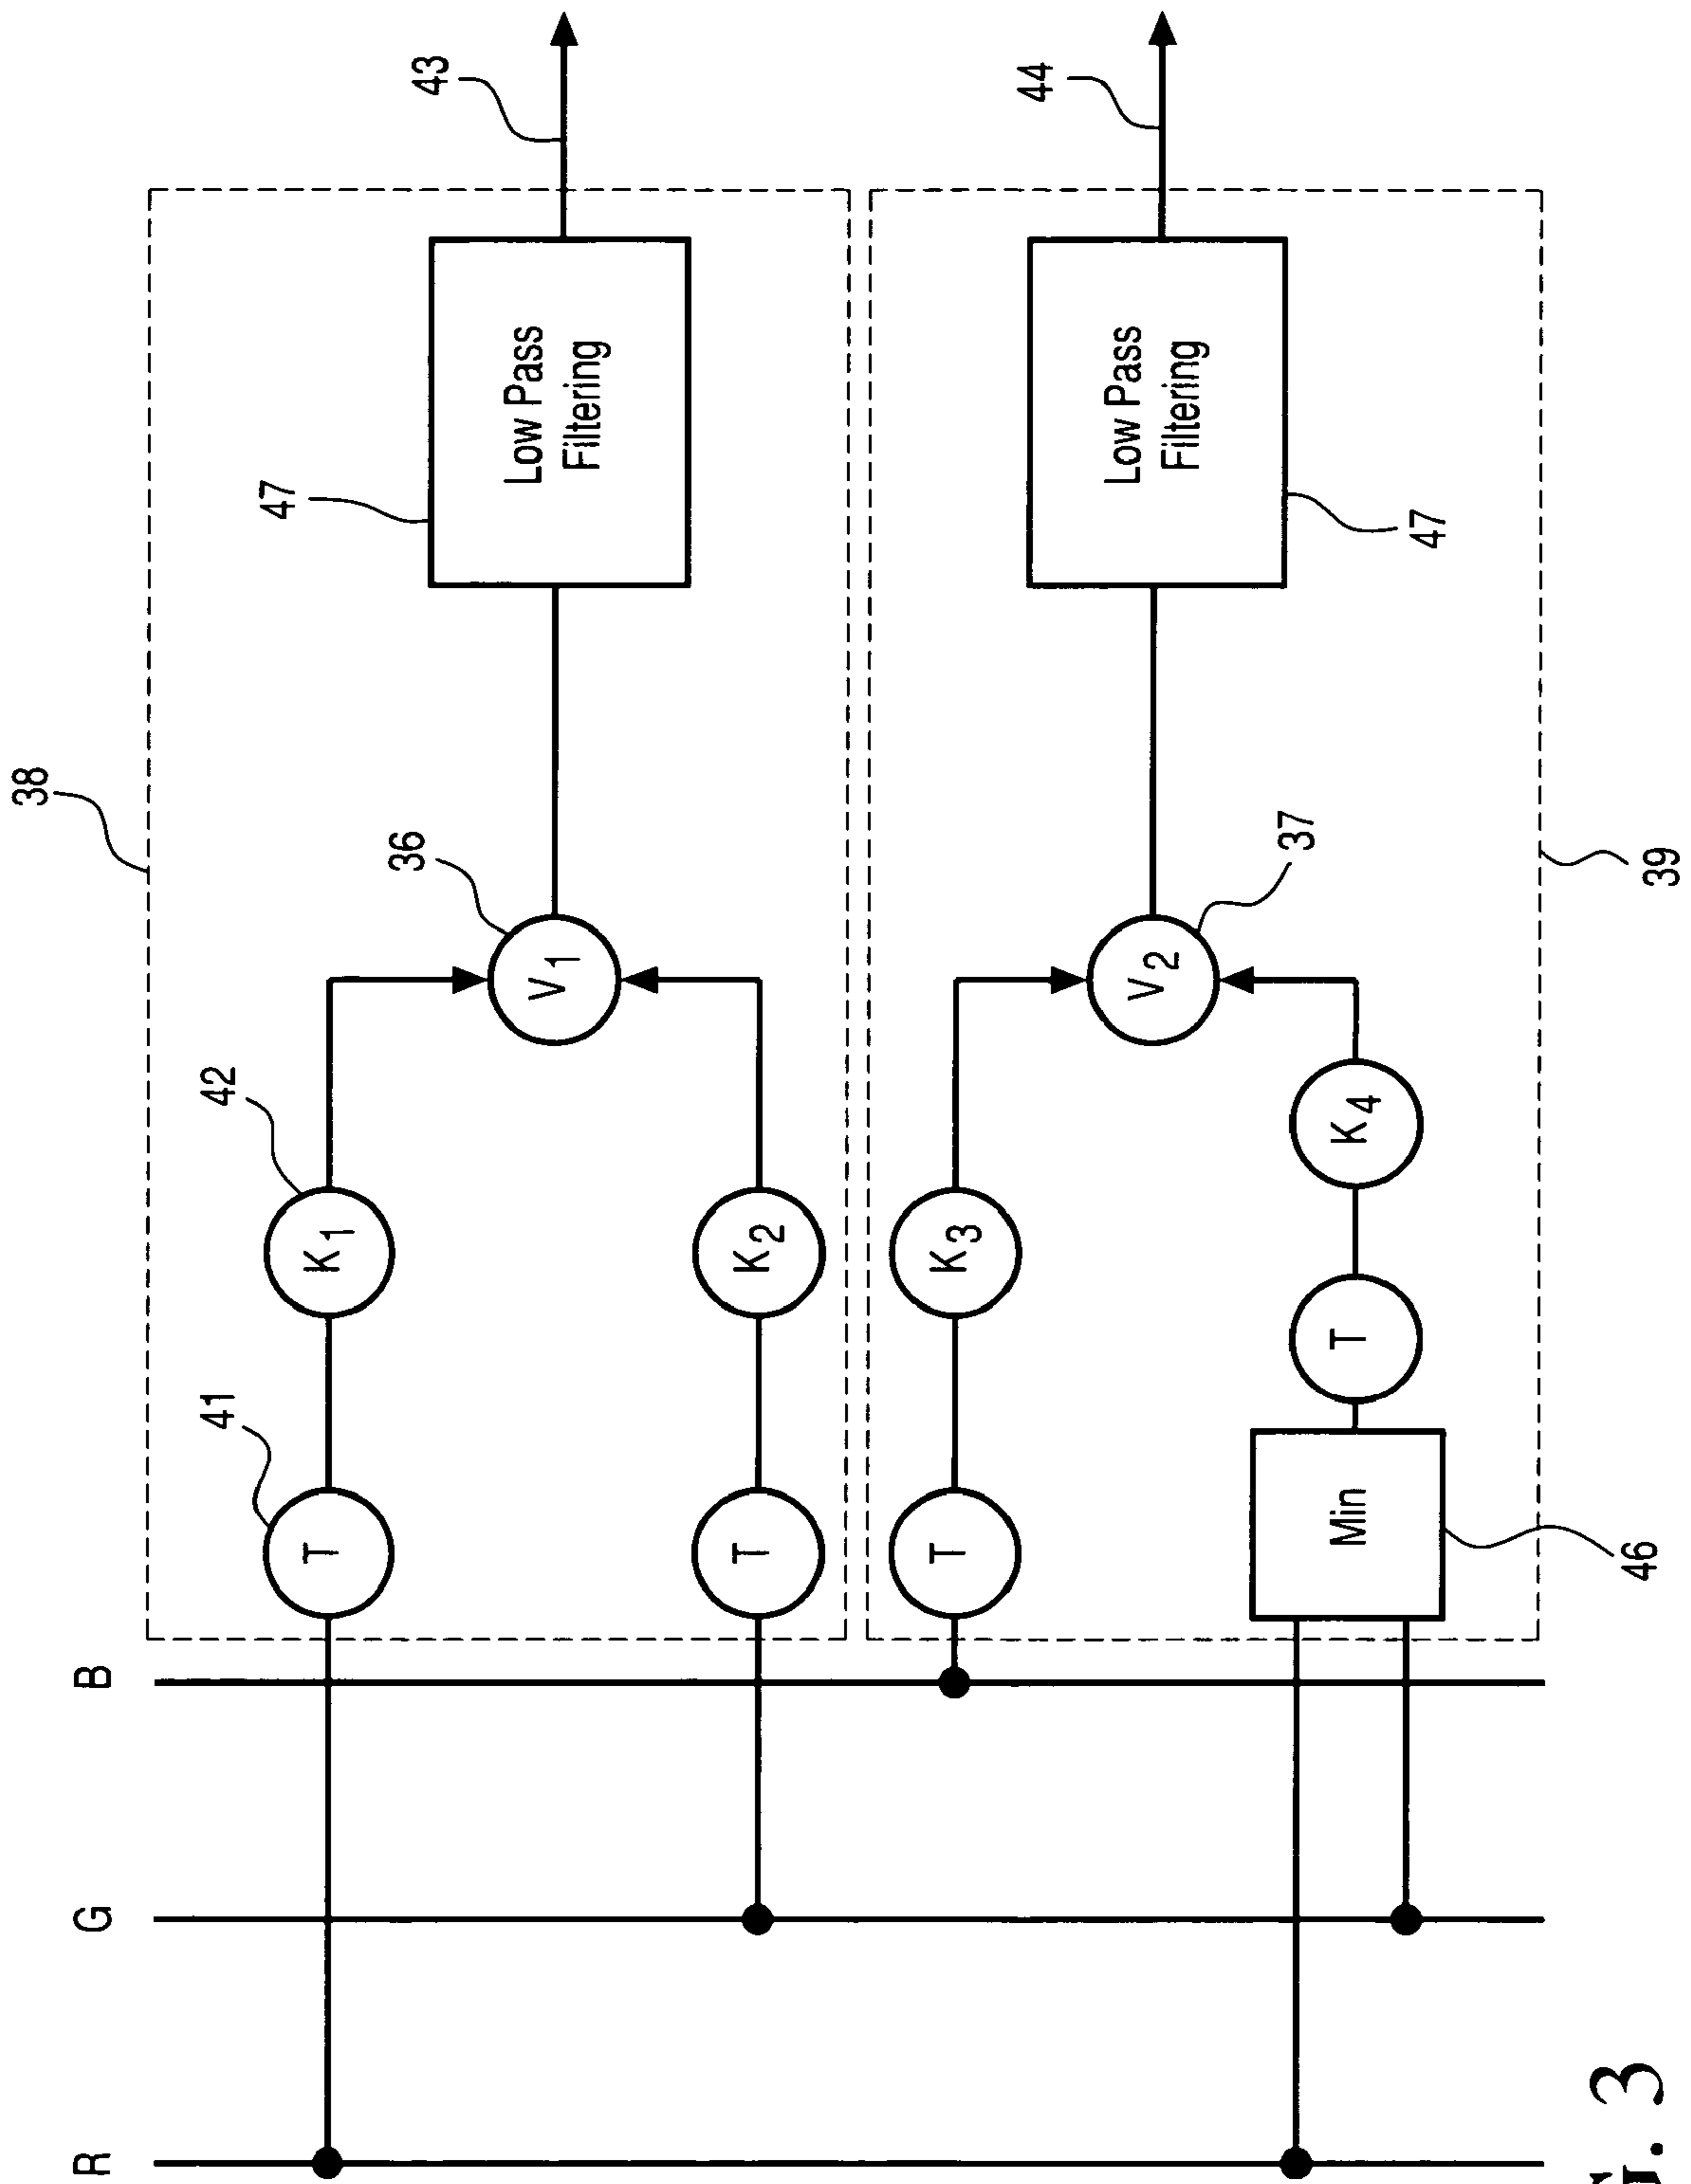 38
R G B
41 42
47
T K1
36 43
V1 Low Pass
Filtering
T K2
T K3
44
V2 Low Pass
Filtering
37
Min T K4
47
46 39
G. 3